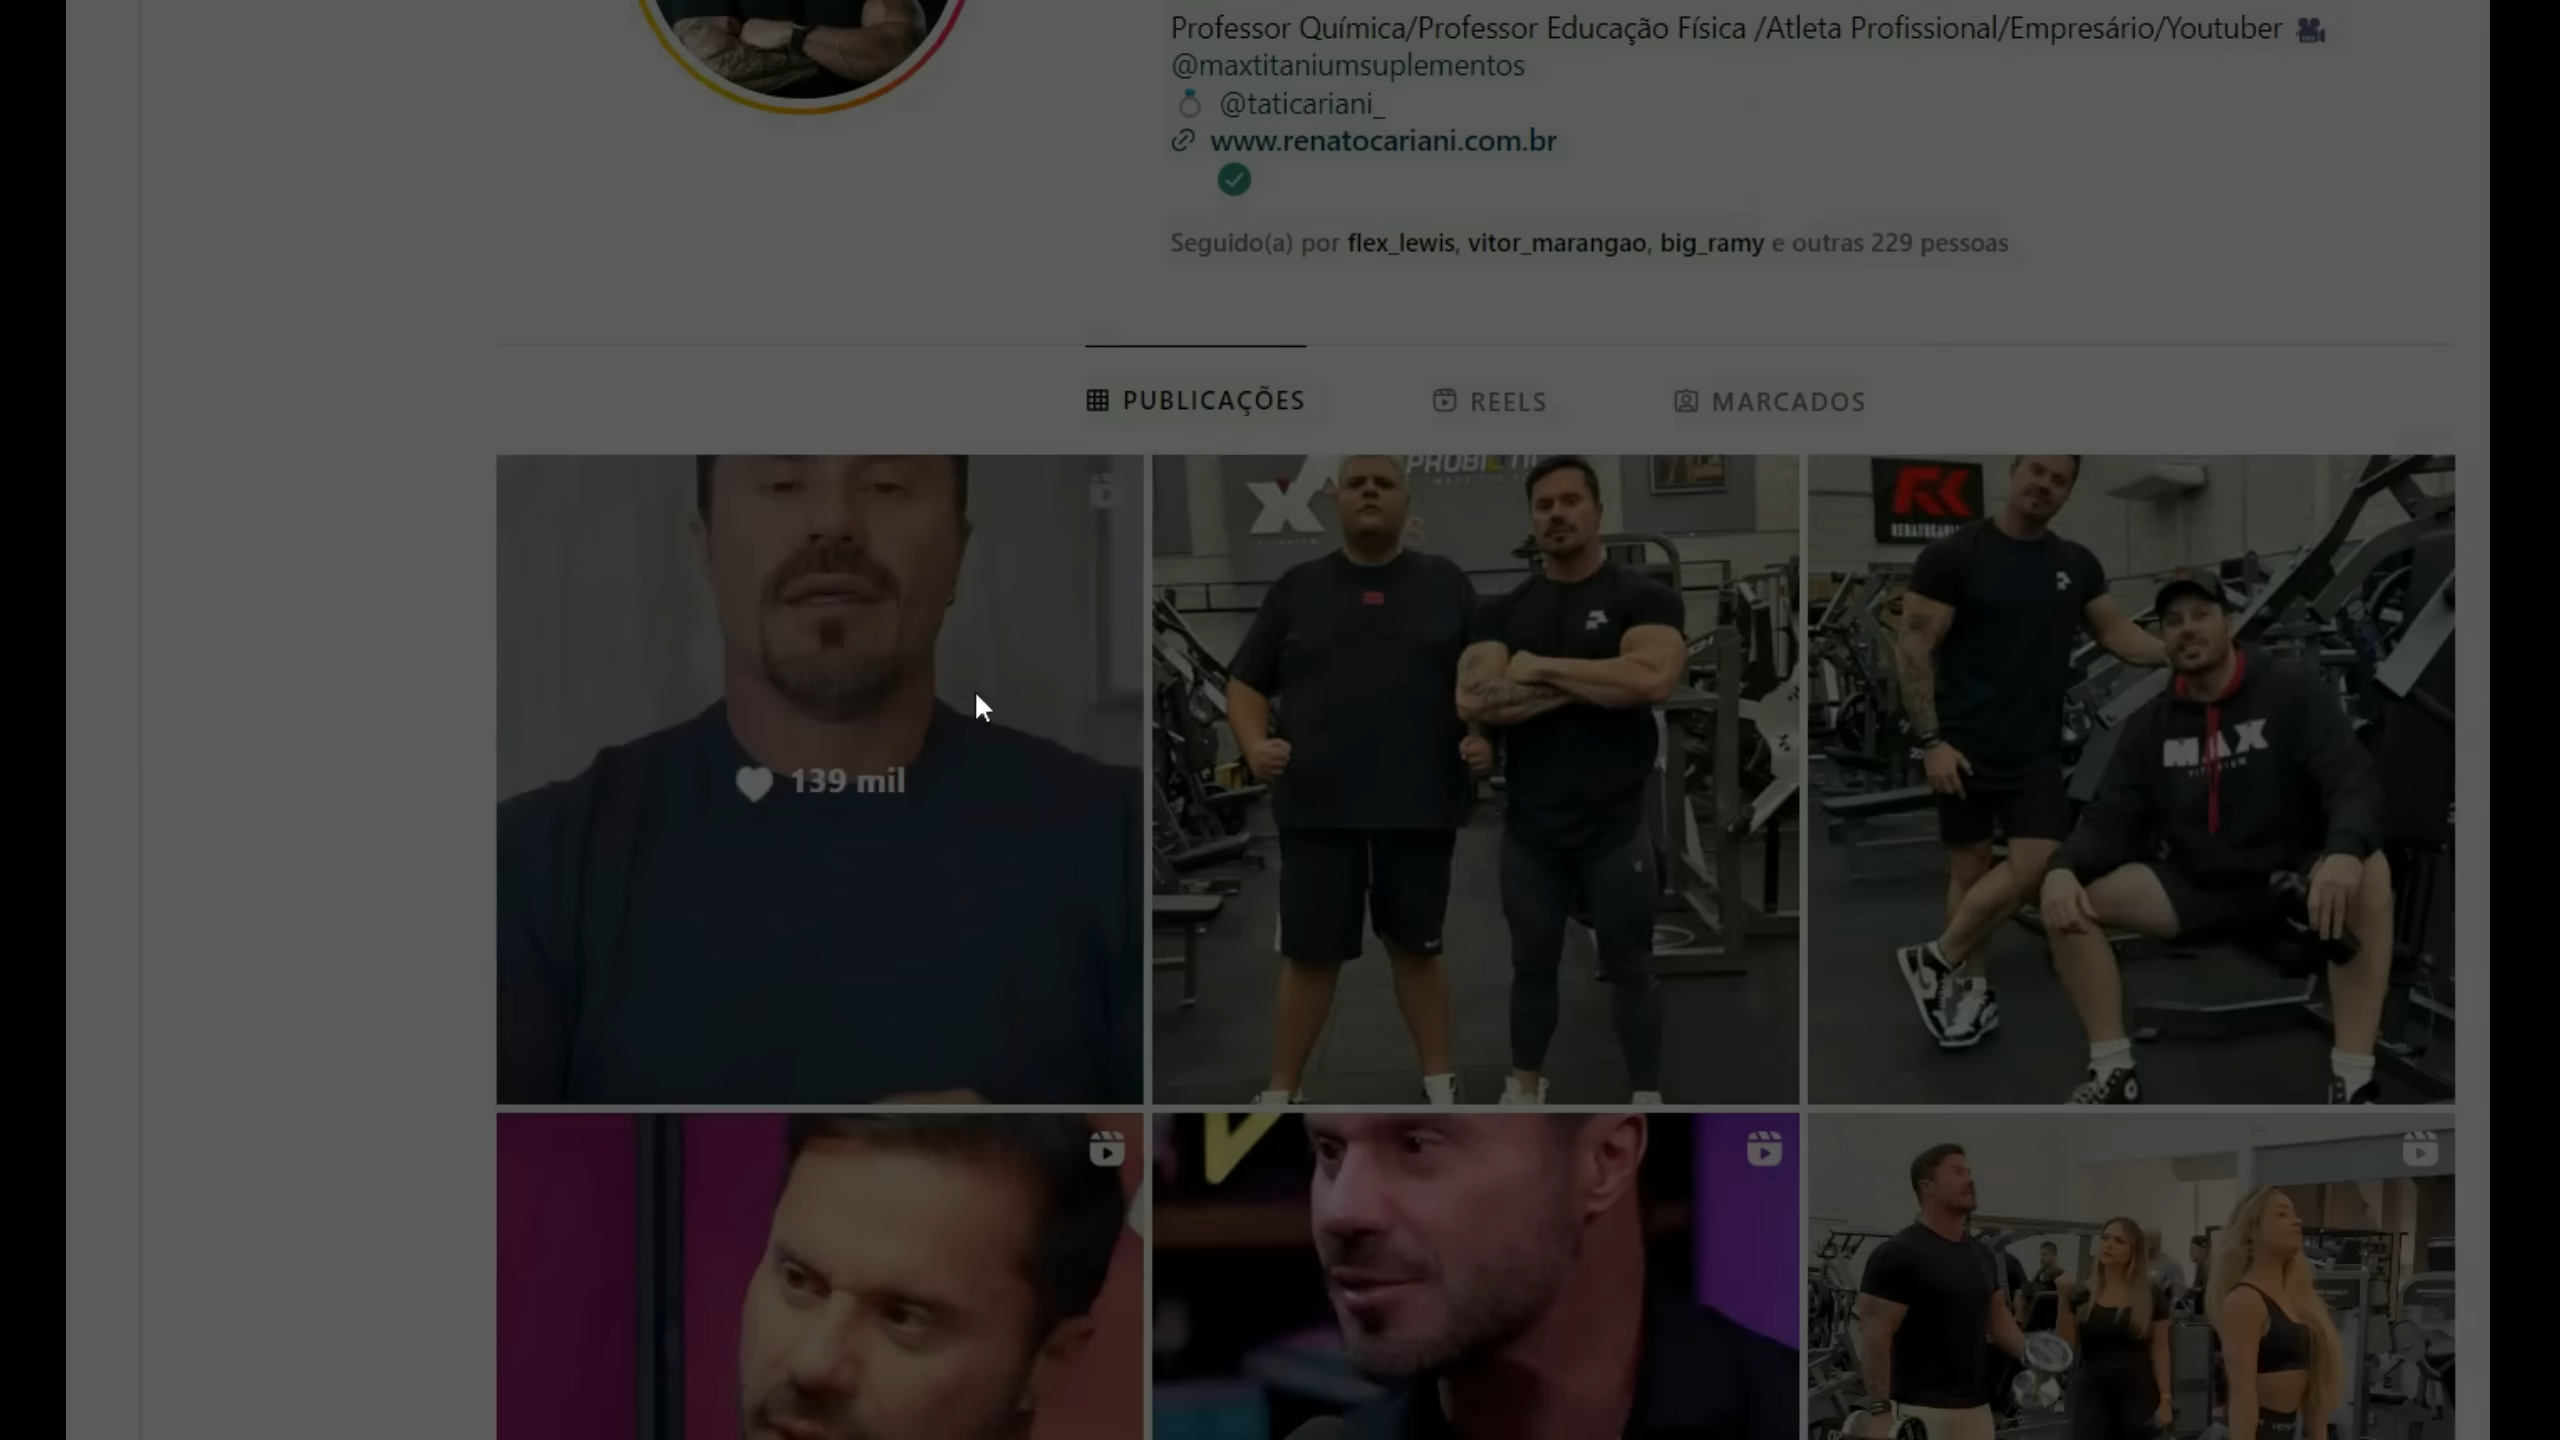 Professor Química/Professor Educação Física /Atleta Profissional/Empresário/Youtuber
@maxtitaniumsuplementos
@taticariani_
www.renatocariani.com.br
Seguido(a) por flex_lewis, vitor_marangao, big_ramy e outras 229 pessoas
PUBLICAÇÕES REELS MARCADOS
RK
MAX
139 mil